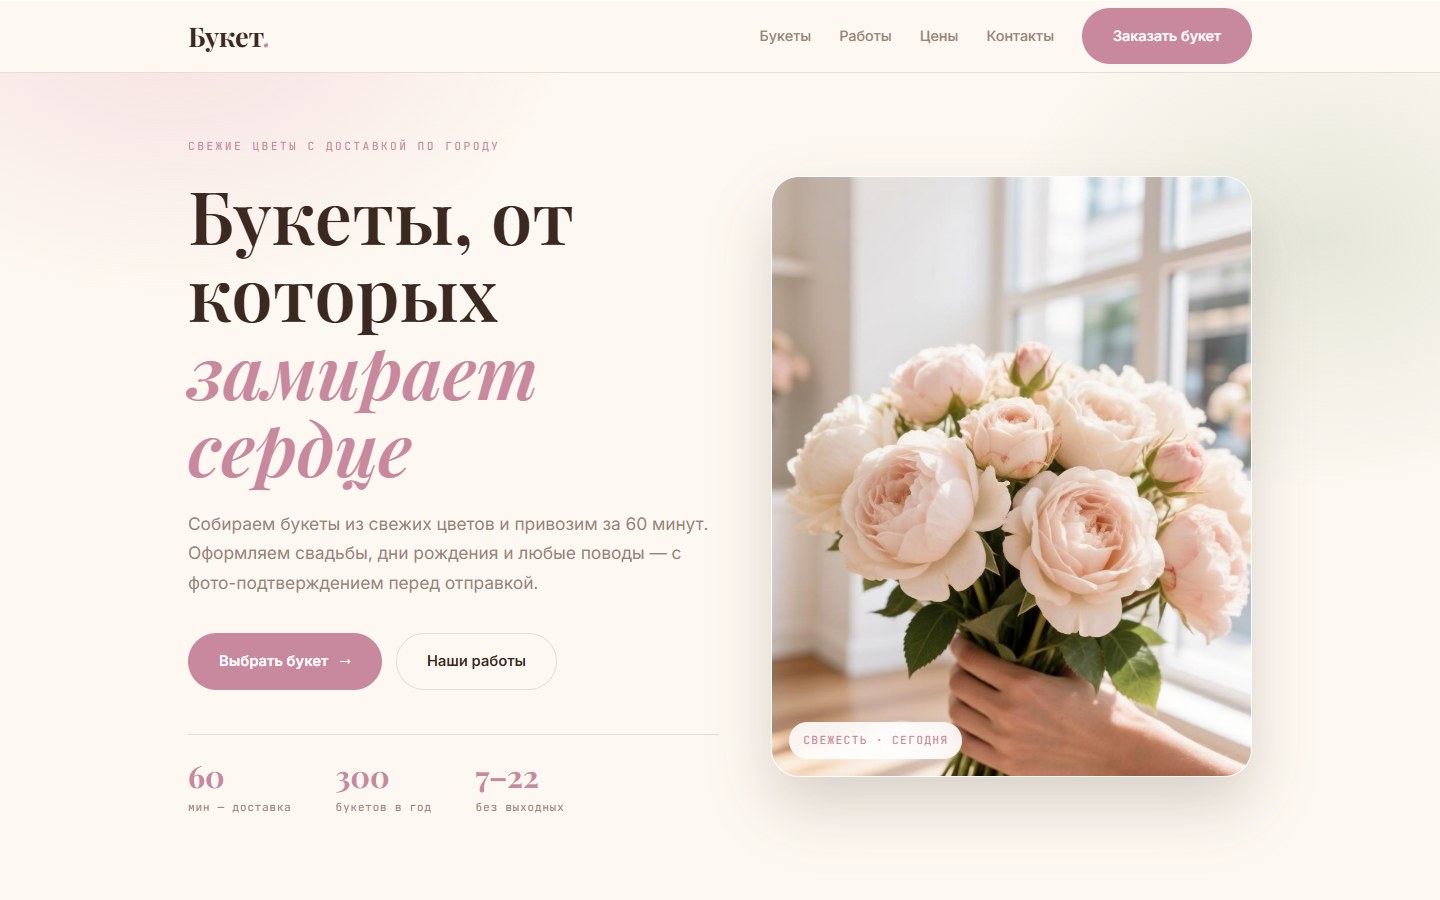 Букет.
Букеты Работы Цены Контакты Заказать букет
СВЕЖИЕ ЦВЕТЫ С ДОСТАВКОЙ ПО ГОРОДУ
Букеты, от
которых
замирает
сердце
Собираем букеты из свежих цветов и привозим за 60 минут.
Оформляем свадьбы, дни рождения и любые поводы — с
фото-подтверждением перед отправкой.
Выбрать букет → Наши работы
60 300 7–22
мин — доставка букетов в год без выходных
СВЕЖЕСТЬ · СЕГОДНЯ